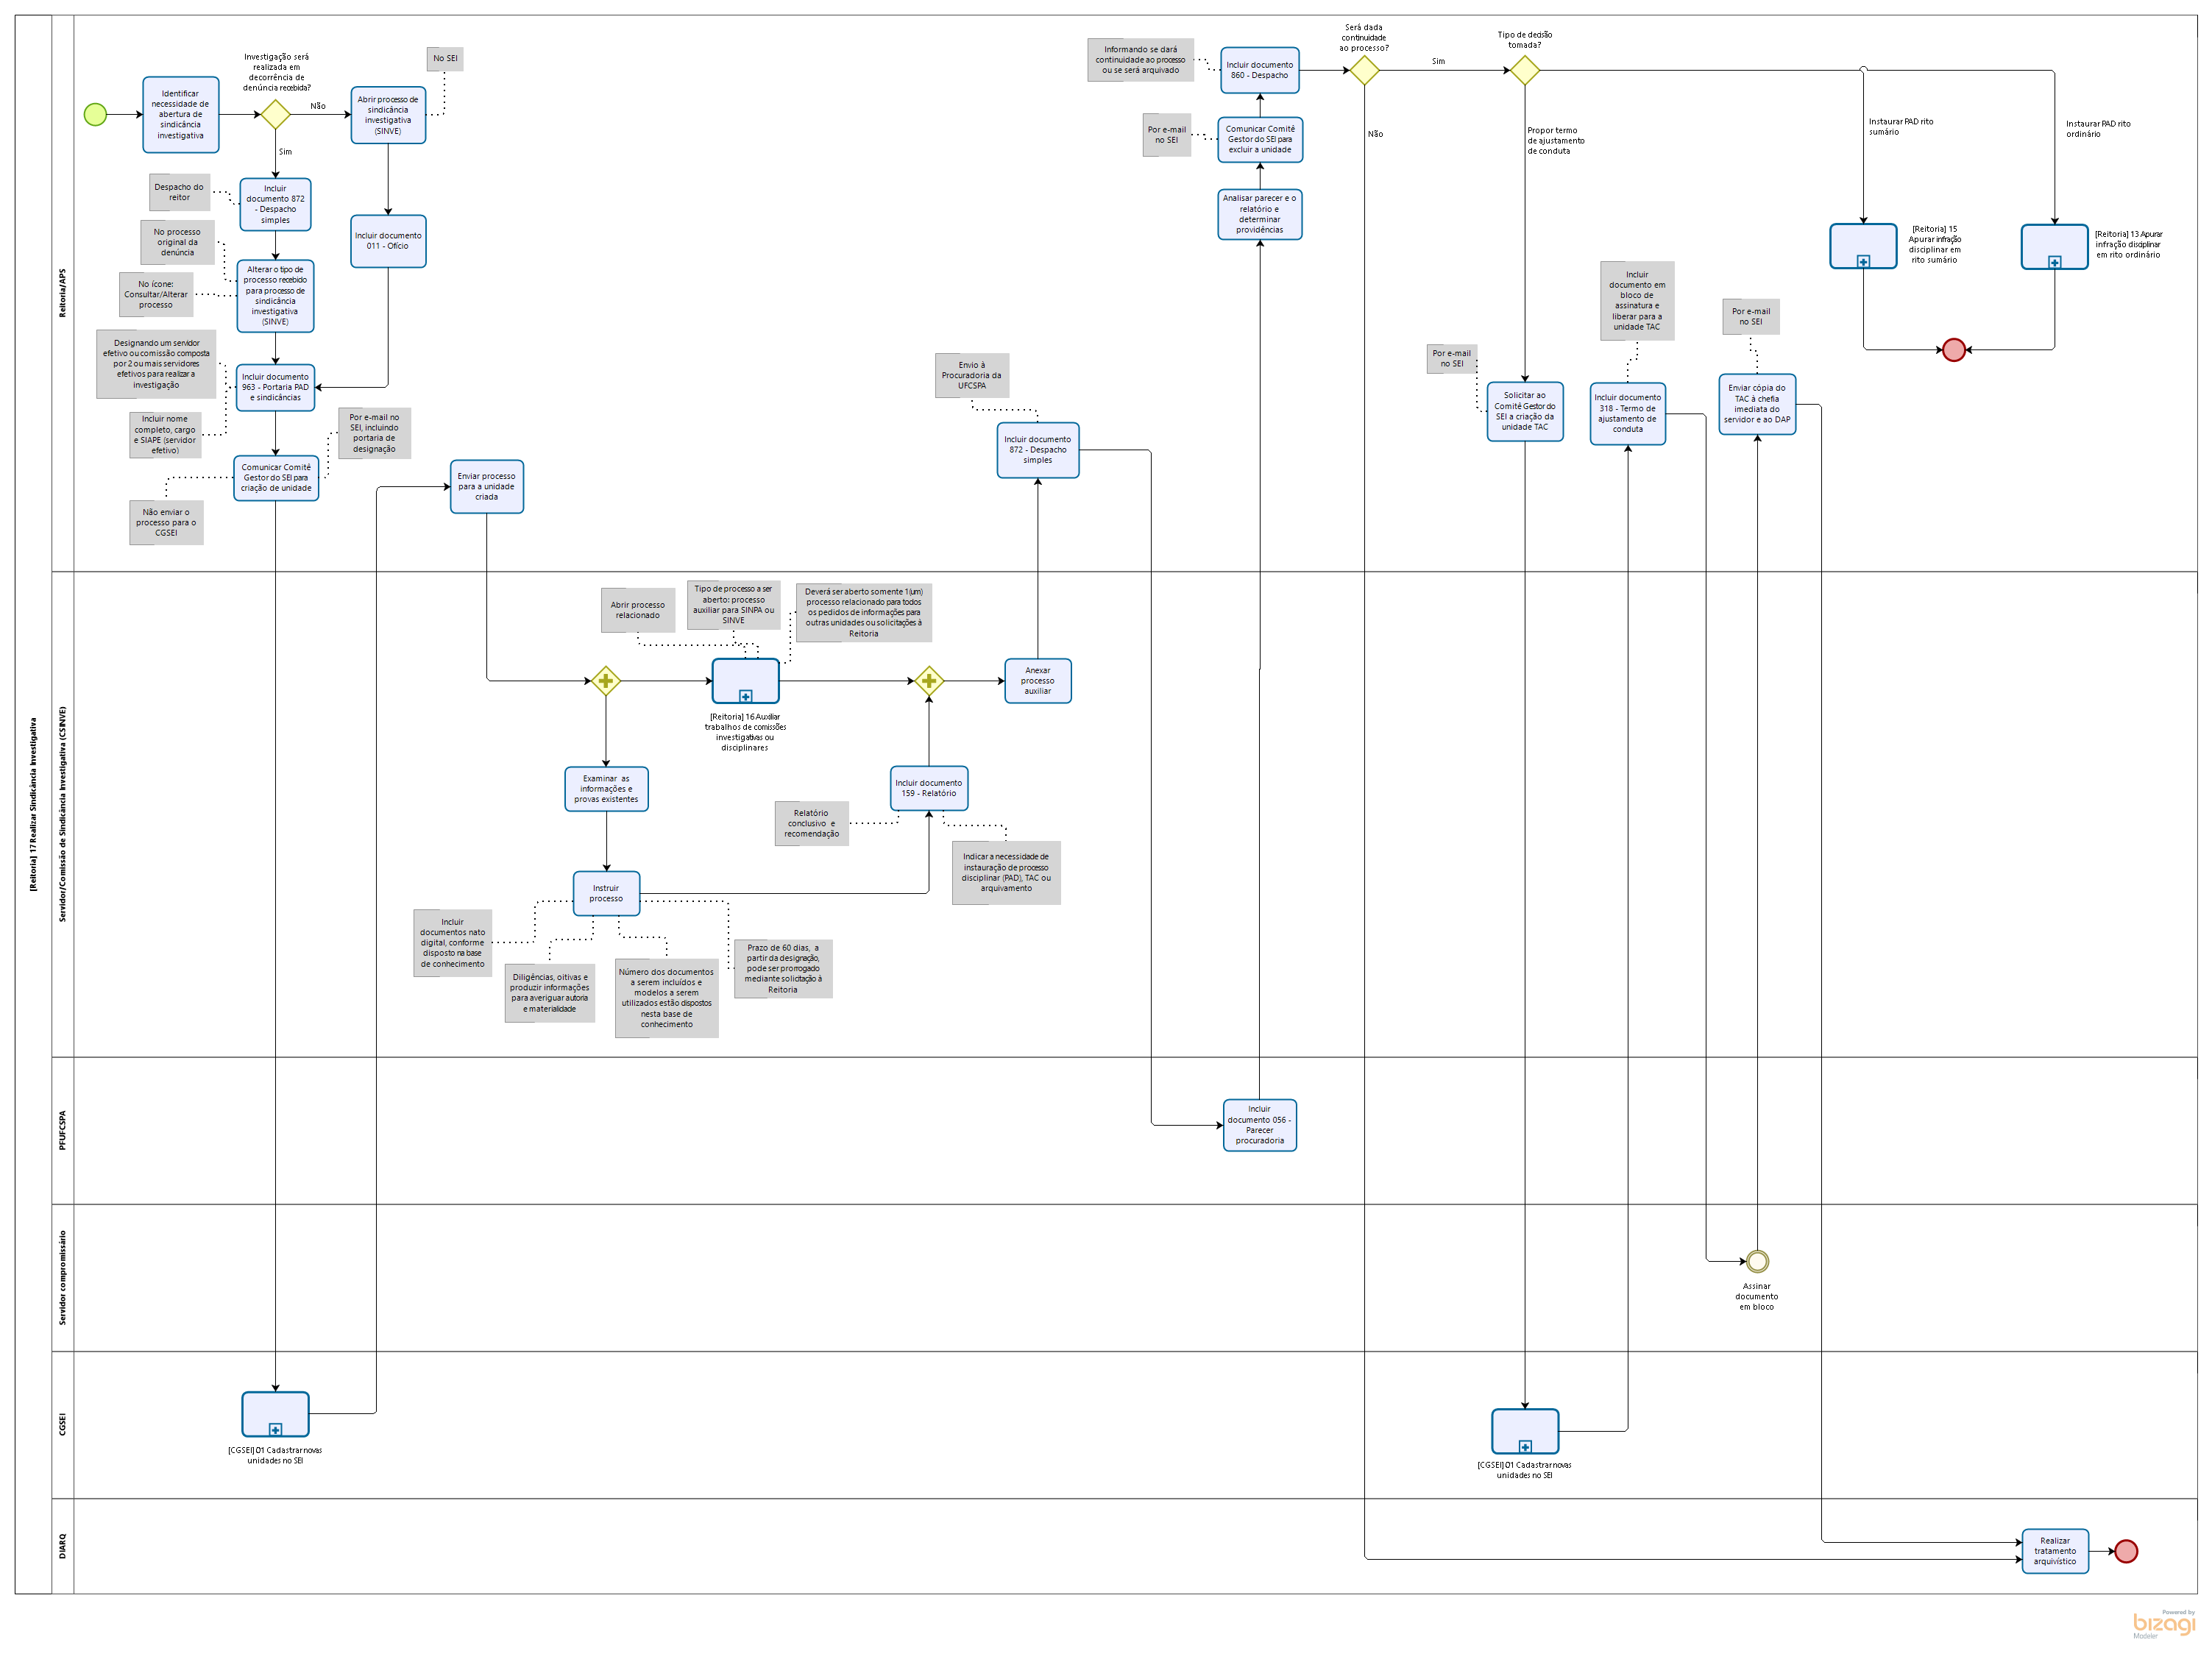 [Reitoria] 17 Realizar Sindicância Investigativa
Reitoria/APS
Identificar
necessidade de
abertura de
sindicância
investigativa
Investigação será
realizada em
decorrência de
denúncia recebida?
Não
Sim
Abrir processo de
sindicância
investigativa
(SINVE)
No SEI
Despacho do
reitor
Incluir
documento 872
- Despacho
simples
Incluir documento
011 - Ofício
No processo
original da
denúncia
No ícone:
Consultar/Alterar
processo
Alterar o tipo de
processo recebido
para processo de
sindicância
investigativa
(SINVE)
Designando um servidor
efetivo ou comissão composta
por 2 ou mais servidores
efetivos para realizar a
investigação
Incluir documento
963 - Portaria PAD
e sindicâncias
Incluir nome
completo, cargo
e SIAPE (servidor
efetivo)
Por e-mail no
SEI, incluindo
portaria de
designação
Comunicar Comitê
Gestor do SEI para
criação de unidade
Não enviar o
processo para o
CGSEI
Enviar processo
para a unidade
criada
Envio à
Procuradoria da
UFCSPA
Incluir documento
872 - Despacho
simples
Informando se dará
continuidade ao processo
ou se será arquivado
Incluir documento
860 - Despacho
Por e-mail
no SEI
Comunicar Comitê
Gestor do SEI para
excluir a unidade
Analisar parecer e o
relatório e
determinar
providências
Será dada
continuidade
ao processo?
Sim
Não
Tipo de decisão
tomada?
Propor termo
de ajustamento
de conduta
Instaurar PAD rito
sumário
Instaurar PAD rito
ordinário
[Reitoria] 15
Apurar infração
disciplinar em
rito sumário
[Reitoria] 13 Apurar
infração disciplinar
em rito ordinário
Incluir
documento em
bloco de
assinatura e
liberar para a
unidade TAC
Por e-mail
no SEI
Por e-mail
no SEI
Solicitar ao
Comitê Gestor do
SEI a criação da
unidade TAC
Incluir documento
318 - Termo de
ajustamento de
conduta
Enviar cópia do
TAC à chefia
imediata do
servidor e ao DAP
Servidor/Comissão de Sindicância Investigativa (CSINVE)
Abrir processo
relacionado
Tipo de processo a ser
aberto: processo
auxiliar para SINPA ou
SINVE
Deverá ser aberto somente 1(um)
processo relacionado para todos
os pedidos de informações para
outras unidades ou solicitações à
Reitoria
[Reitoria] 16 Auxiliar
trabalhos de comissões
investigativas ou
disciplinares
Anexar
processo
auxiliar
Examinar as
informações e
provas existentes
Incluir documento
159 - Relatório
Relatório
conclusivo e
recomendação
Indicar a necessidade de
instauração de processo
disciplinar (PAD), TAC ou
arquivamento
Instruir
processo
Incluir
documentos nato
digital, conforme
disposto na base
de conhecimento
Diligências, oitivas e
produzir informações
para averiguar autoria
e materialidade
Número dos documentos
a serem incluídos e
modelos a serem
utilizados estão dispostos
nesta base de
conhecimento
Prazo de 60 dias, a
partir da designação,
pode ser prorrogado
mediante solicitação à
Reitoria
PFUFCSPA
Incluir
documento 056 -
Parecer
procuradoria
Servidor compromissário
Assinar
documento
em bloco
CGSEI
[CGSEI] 01 Cadastrar novas
unidades no SEI
[CGSEI] 01 Cadastrar novas
unidades no SEI
DIARQ
Realizar
tratamento
arquivístico
Powered by
bizagi
Modeler